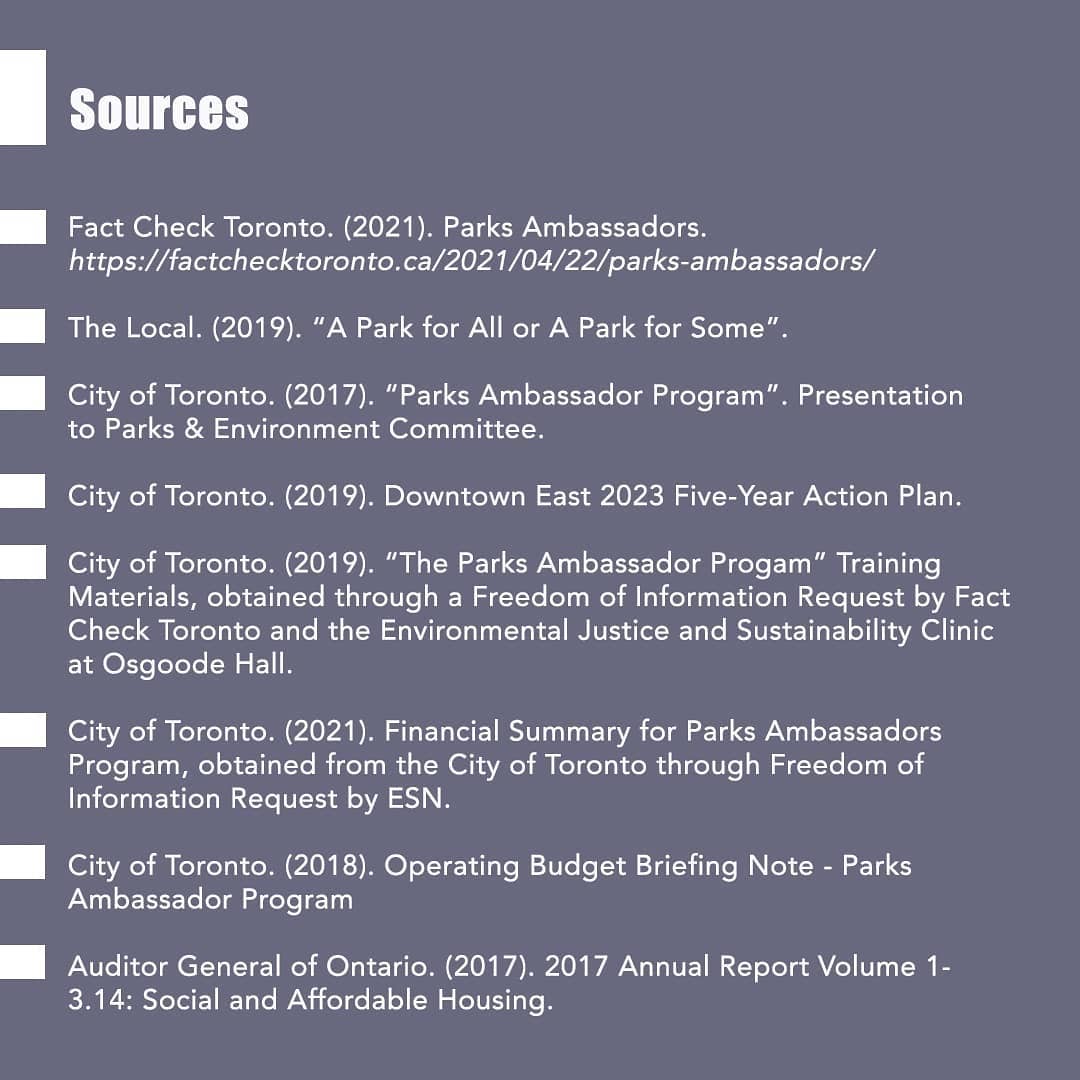 Sources
Fact Check Toronto. (2021). Parks Ambassadors.
https://factchecktoronto.ca/2021/04/22/parks-ambassadors/
The Local. (2019). “A Park for All or A Park for Some”.
City of Toronto. (2017). “Parks Ambassador Program”. Presentation
to Parks & Environment Committee.
City of Toronto. (2019). Downtown East 2023 Five-Year Action Plan.
City of Toronto. (2019). “The Parks Ambassador Progam” Training
Materials, obtained through a Freedom of Information Request by Fact
Check Toronto and the Environmental Justice and Sustainability Clinic
at Osgoode Hall.
City of Toronto. (2021). Financial Summary for Parks Ambassadors
Program, obtained from the City of Toronto through Freedom of
Information Request by ESN.
City of Toronto. (2018). Operating Budget Briefing Note - Parks
Ambassador Program
Auditor General of Ontario. (2017). 2017 Annual Report Volume 1-
3.14: Social and Affordable Housing.